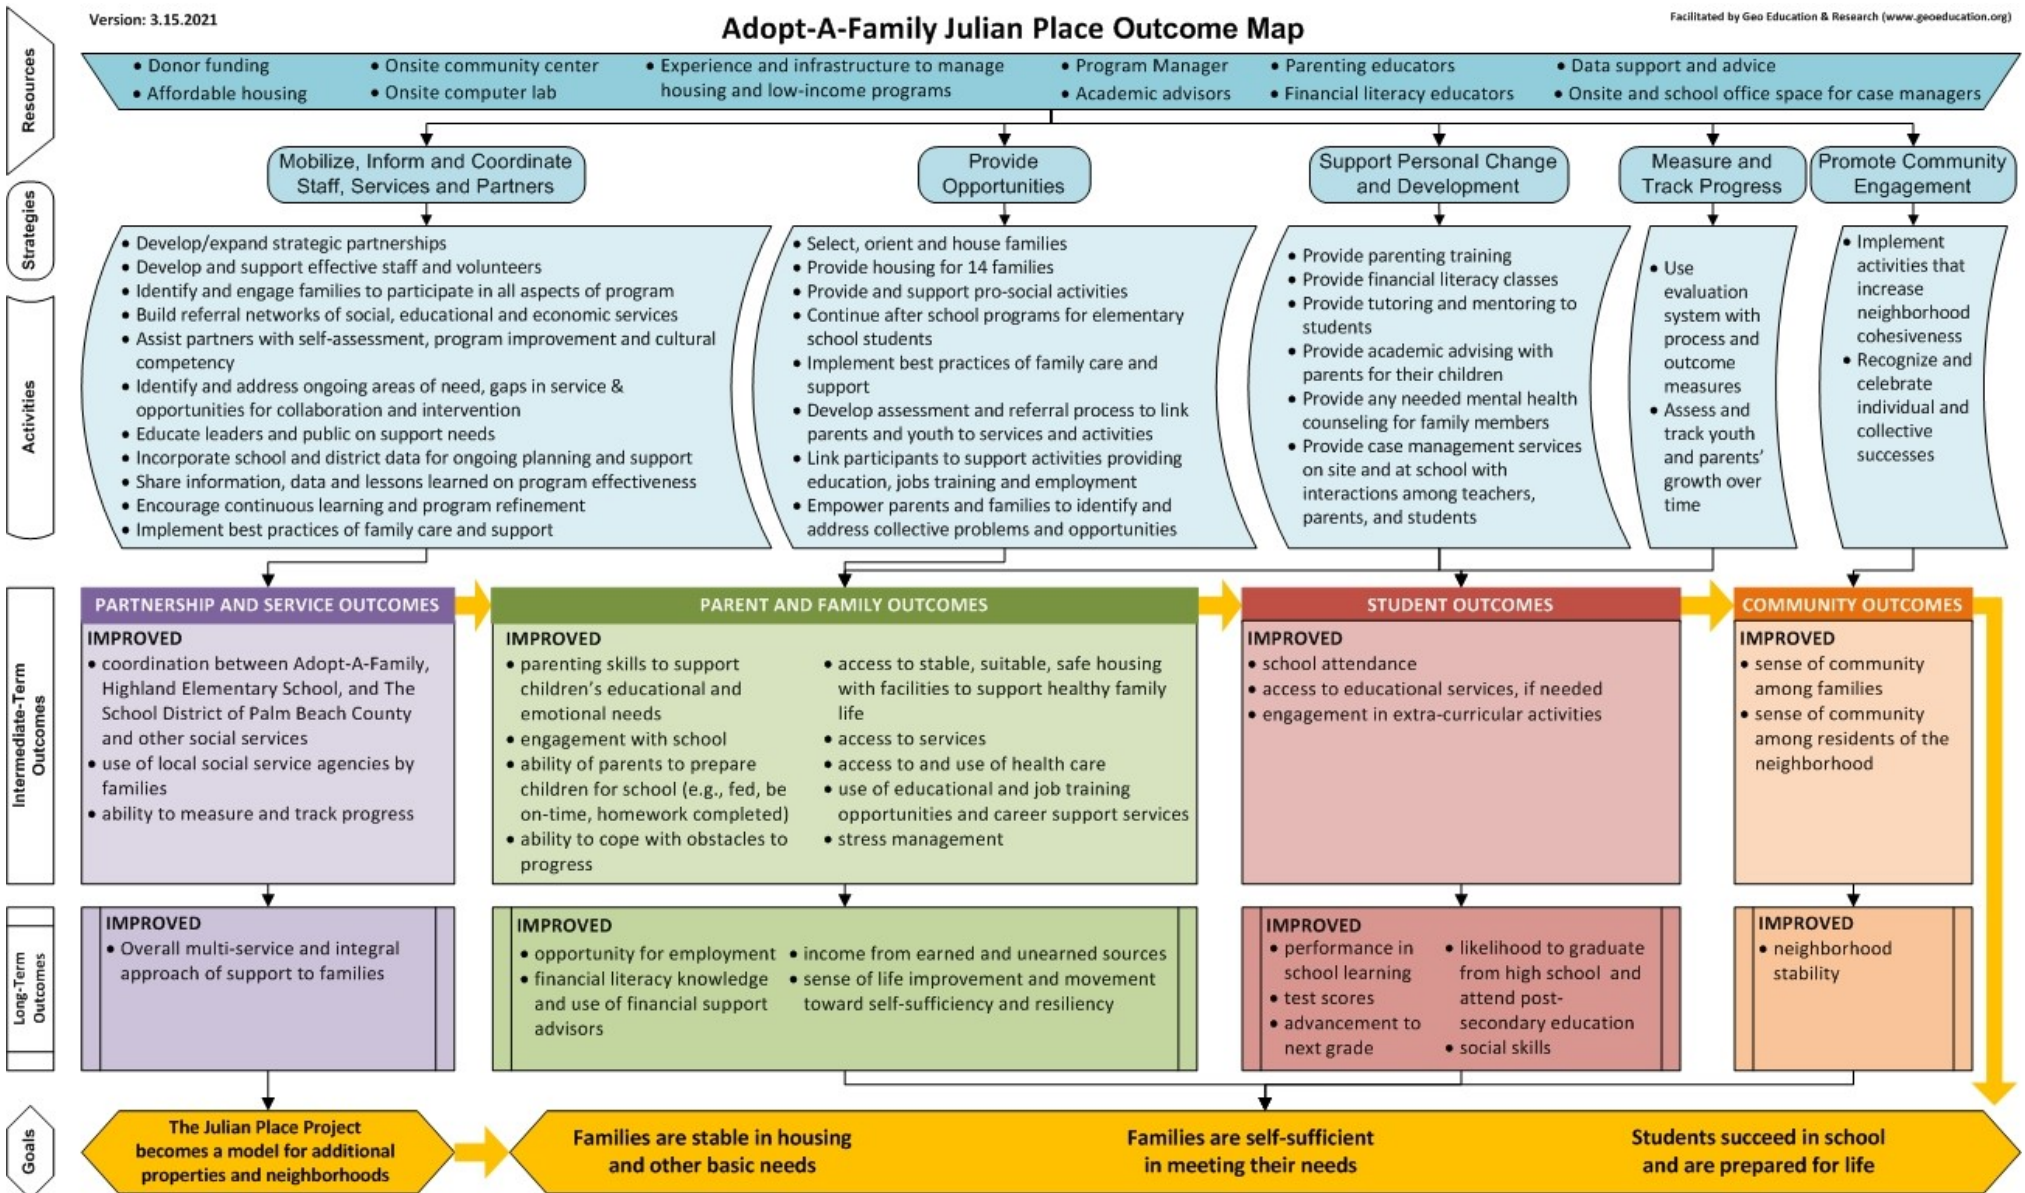 Version: 3.15.2021
Adopt-A-Family Julian Place Outcome Map
Facilitated by Geo Education & Research (www.geoeducation.org)
Resources
• Donor funding
• Affordable housing
• Onsite community center
• Onsite computer lab
• Experience and infrastructure to manage
housing and low-income programs
• Program Manager
• Academic advisors
• Parenting educators
• Financial literacy educators
• Data support and advice
• Onsite and school office space for case managers
Strategies
Mobilize, Inform and Coordinate
Staff, Services and Partners
Provide
Opportunities
Support Personal Change
and Development
Measure and
Track Progress
Promote Community
Engagement
Activities
• Develop/expand strategic partnerships
• Develop and support effective staff and volunteers
• Identify and engage families to participate in all aspects of program
• Build referral networks of social, educational and economic services
• Assist partners with self-assessment, program improvement and cultural
competency
• Identify and address ongoing areas of need, gaps in service &
opportunities for collaboration and intervention
• Educate leaders and public on support needs
• Incorporate school and district data for ongoing planning and support
• Share information, data and lessons learned on program effectiveness
• Encourage continuous learning and program refinement
• Implement best practices of family care and support
• Select, orient and house families
• Provide housing for 14 families
• Provide and support pro-social activities
• Continue after school programs for elementary
school students
• Implement best practices of family care and
support
• Develop assessment and referral process to link
parents and youth to services and activities
• Link participants to support activities providing
education, jobs training and employment
• Empower parents and families to identify and
address collective problems and opportunities
• Provide parenting training
• Provide financial literacy classes
• Provide tutoring and mentoring to
students
• Provide academic advising with
parents for their children
• Provide any needed mental health
counseling for family members
• Provide case management services
on site and at school with
interactions among teachers,
parents, and students
• Use
evaluation
system with
process and
outcome
measures
• Assess and
track youth
and parents’
growth over
time
• Implement
activities that
increase
neighborhood
cohesiveness
• Recognize and
celebrate
individual and
collective
successes
Intermediate-Term
Outcomes
PARTNERSHIP AND SERVICE OUTCOMES
IMPROVED
• coordination between Adopt-A-Family,
Highland Elementary School, and The
School District of Palm Beach County
and other social services
• use of local social service agencies by
families
• ability to measure and track progress
PARENT AND FAMILY OUTCOMES
IMPROVED
• parenting skills to support
children’s educational and
emotional needs
• engagement with school
• ability of parents to prepare
children for school (e.g., fed, be
on-time, homework completed)
• ability to cope with obstacles to
progress
• access to stable, suitable, safe housing
with facilities to support healthy family
life
• access to services
• access to and use of health care
• use of educational and job training
opportunities and career support services
• stress management
STUDENT OUTCOMES
IMPROVED
• school attendance
• access to educational services, if needed
• engagement in extra-curricular activities
COMMUNITY OUTCOMES
IMPROVED
• sense of community
among families
• sense of community
among residents of the
neighborhood
Long-Term
Outcomes
IMPROVED
• Overall multi-service and integral
approach of support to families
IMPROVED
• opportunity for employment
• financial literacy knowledge
and use of financial support
advisors
• income from earned and unearned sources
• sense of life improvement and movement
toward self-sufficiency and resiliency
IMPROVED
• performance in
school learning
• test scores
• advancement to
next grade
• likelihood to graduate
from high school and
attend post-
secondary education
• social skills
IMPROVED
• neighborhood
stability
Goals
The Julian Place Project
becomes a model for additional
properties and neighborhoods
Families are stable in housing
and other basic needs
Families are self-sufficient
in meeting their needs
Students succeed in school
and are prepared for life